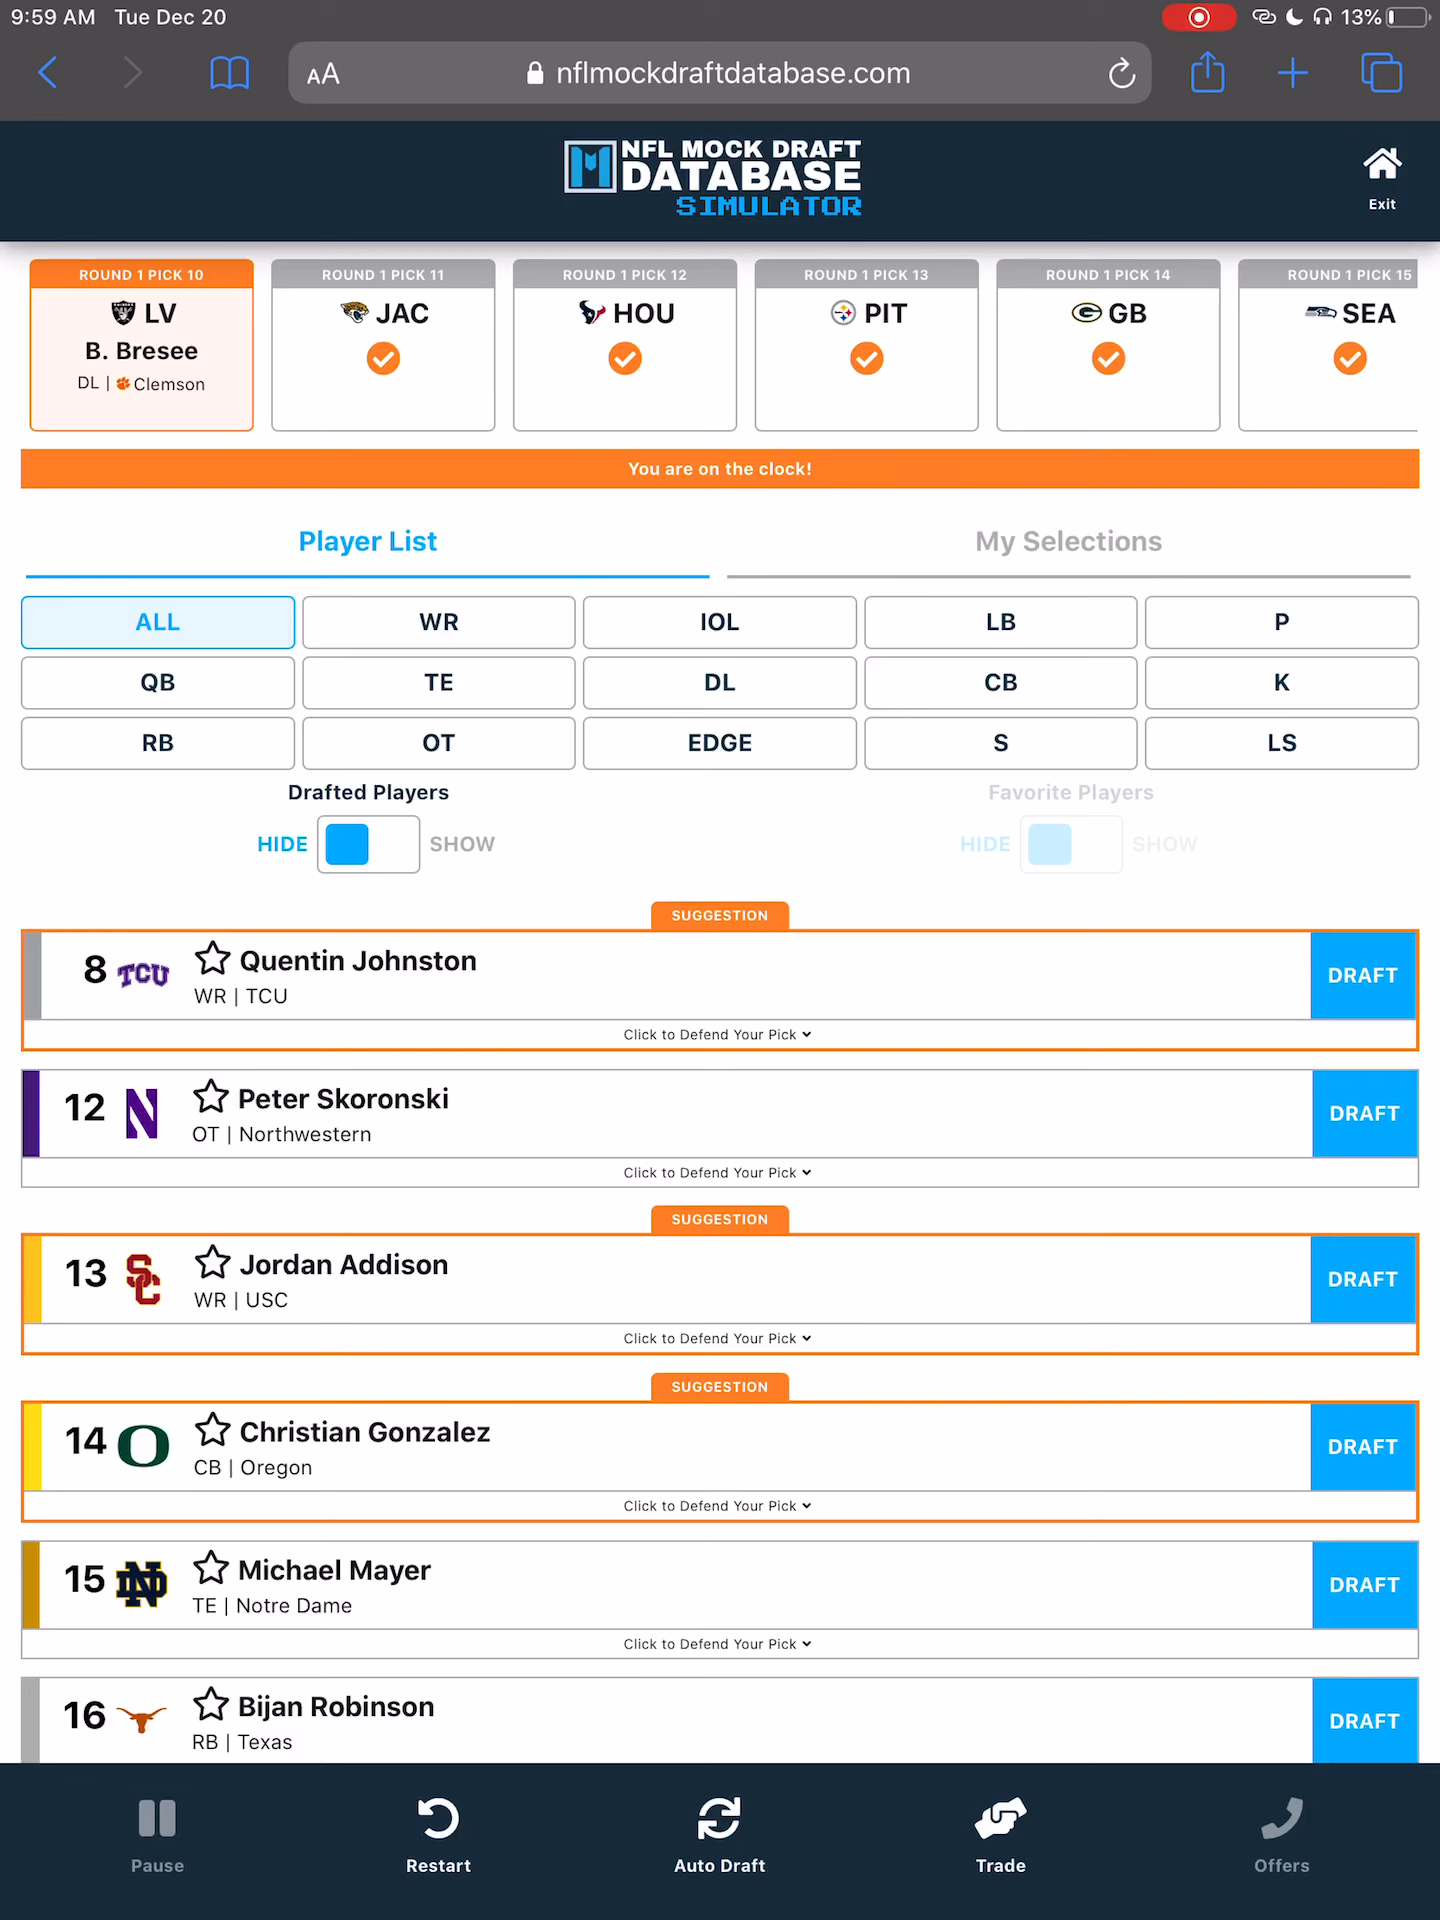 9:59 AM Tue Dec 20
13%
AA nflmockdraftdatabase.com
NFL MOCK DRAFT
DATABASE
SIMULATOR
Exit
ROUND 1 PICK 10
LV
B. Bresee
DL | Clemson
ROUND 1 PICK 11
JAC
ROUND 1 PICK 12
HOU
ROUND 1 PICK 13
PIT
ROUND 1 PICK 14
GB
ROUND 1 PICK 15
SEA
You are on the clock!
Player List
My Selections
ALL WR IOL LB P
QB TE DL CB K
RB OT EDGE S LS
Drafted Players
HIDE SHOW
Favorite Players
HIDE SHOW
SUGGESTION
8 TCU Quentin Johnston
WR | TCU
DRAFT
Click to Defend Your Pick
12 N Peter Skoronski
OT | Northwestern
DRAFT
Click to Defend Your Pick
SUGGESTION
13 SC Jordan Addison
WR | USC
DRAFT
Click to Defend Your Pick
SUGGESTION
14 O Christian Gonzalez
CB | Oregon
DRAFT
Click to Defend Your Pick
15 ND Michael Mayer
TE | Notre Dame
DRAFT
Click to Defend Your Pick
16 Bijan Robinson
RB | Texas
DRAFT
Pause
Restart
Auto Draft
Trade
Offers